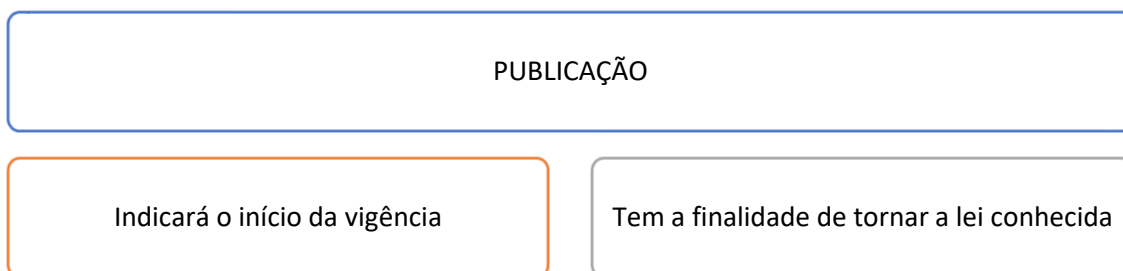 PUBLICAÇÃO
Indicará o início da vigência
Tem a finalidade de tornar a lei conhecida